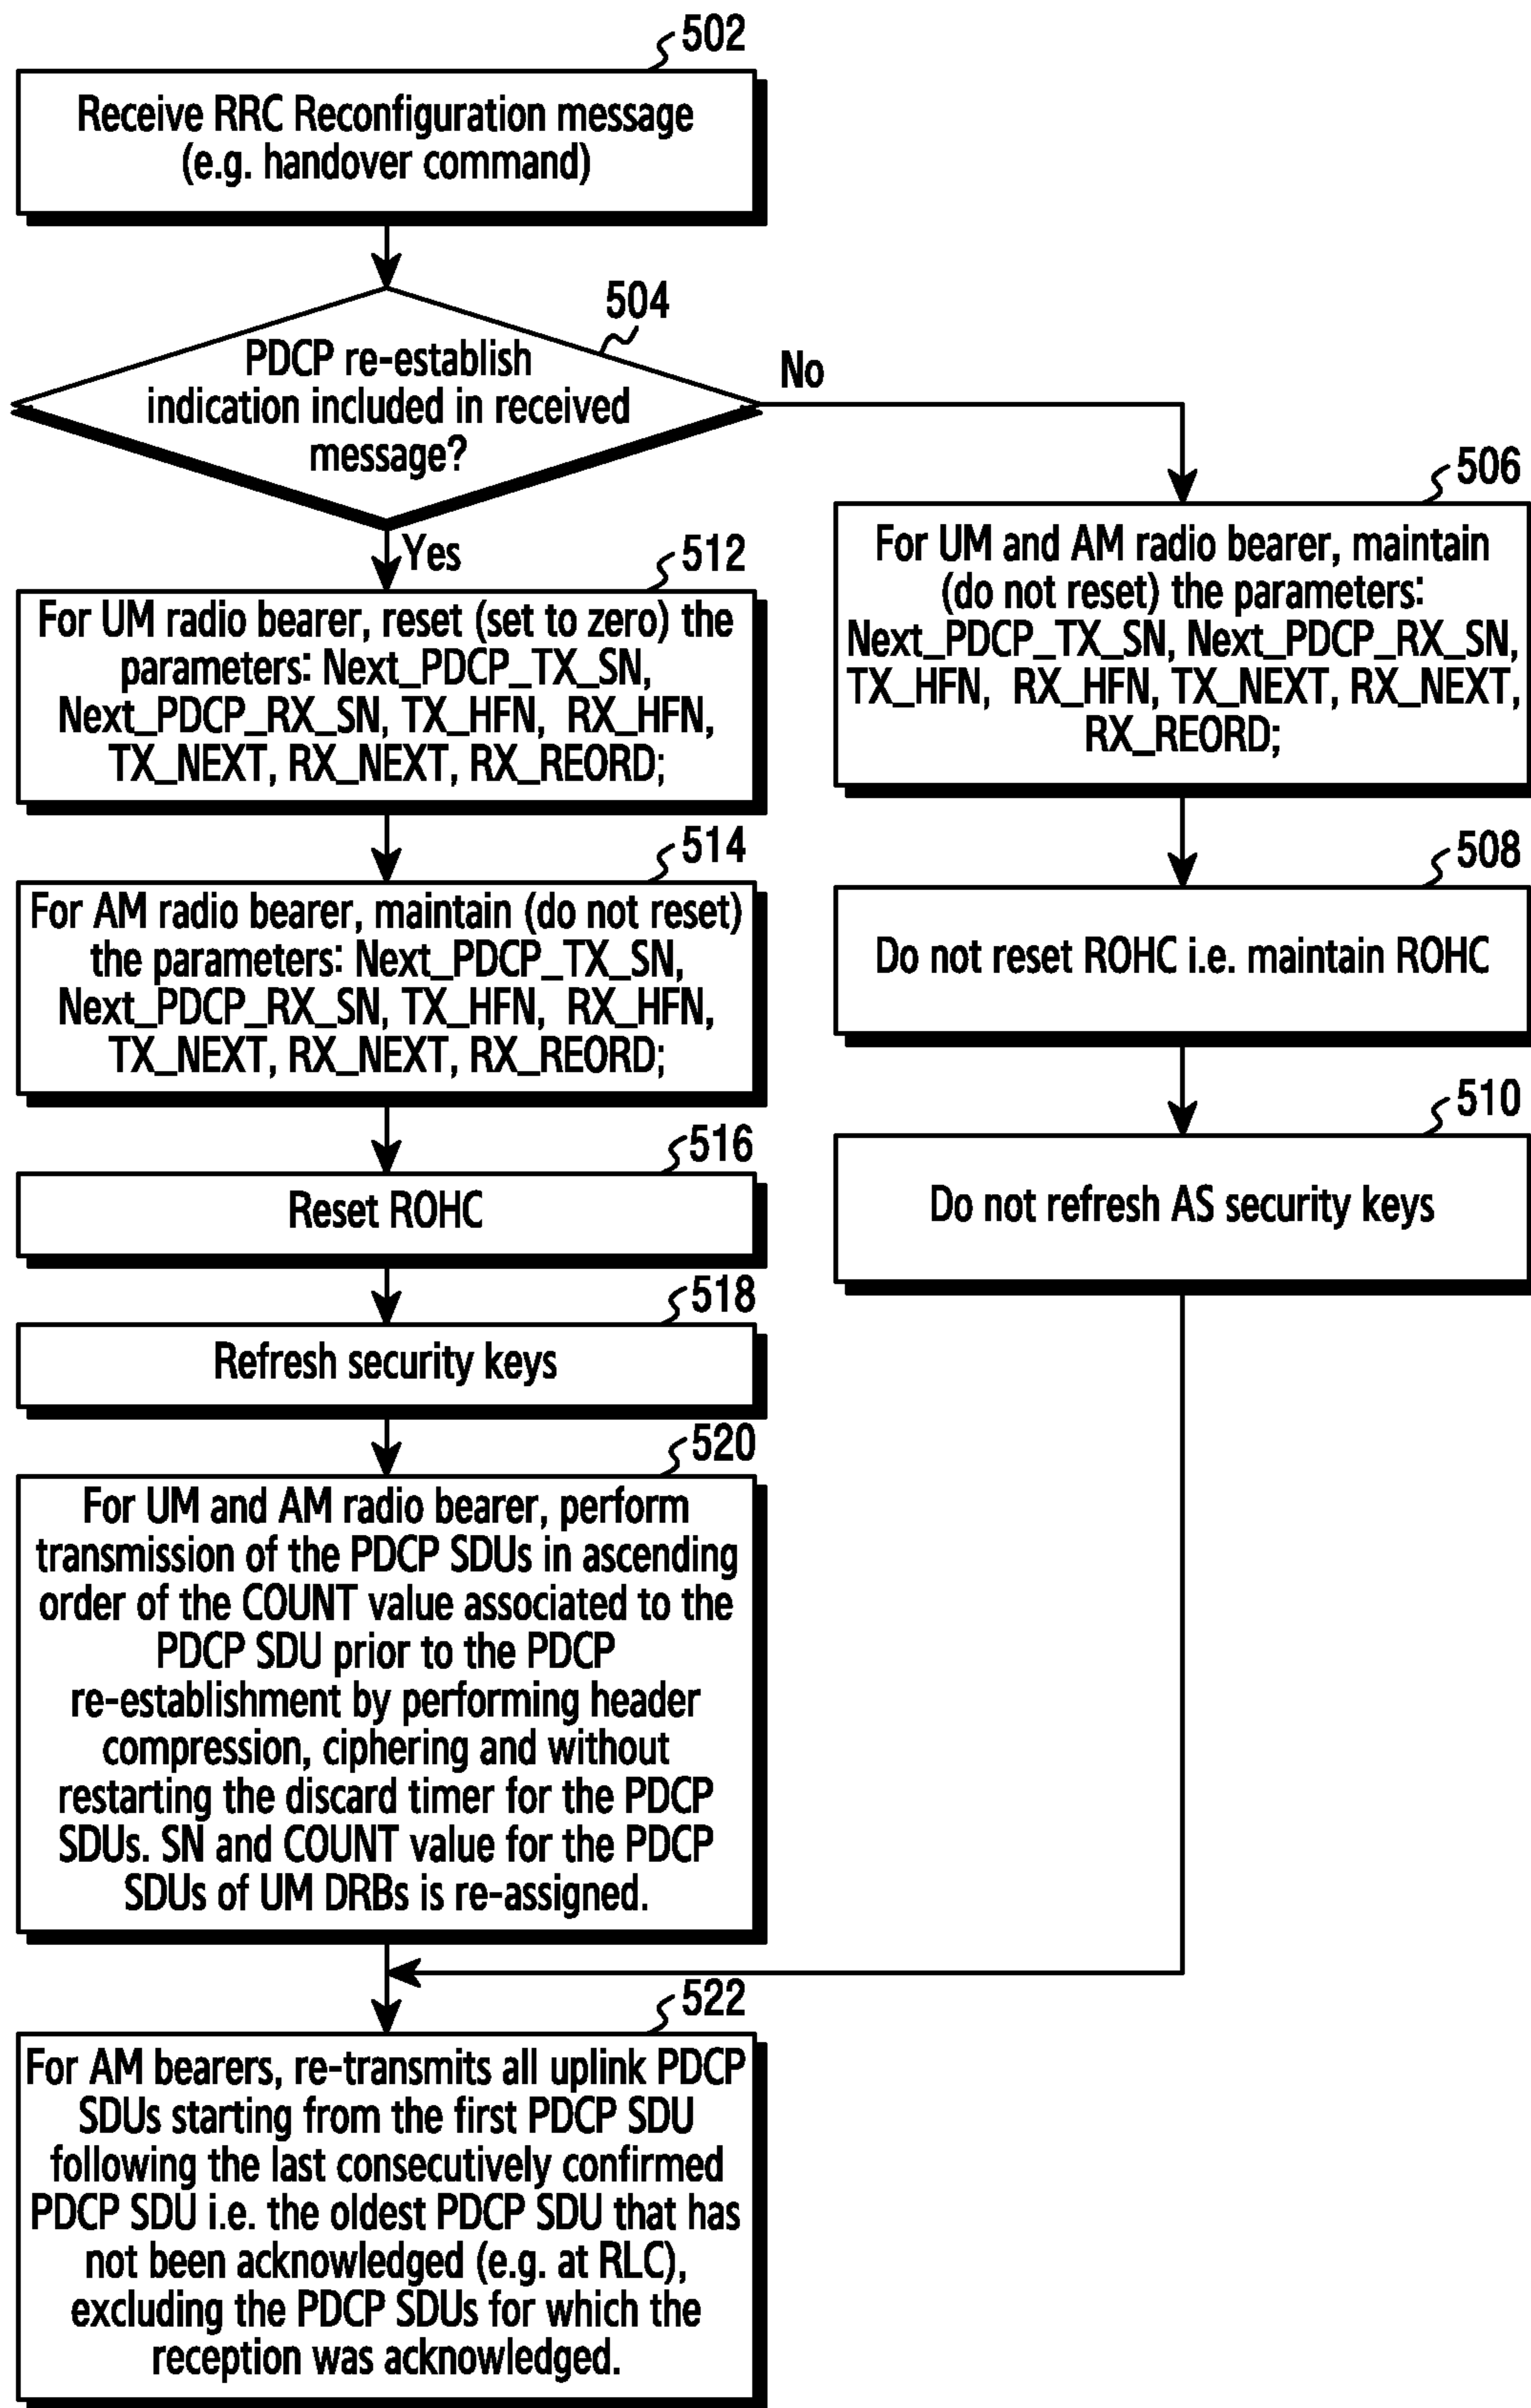 502
Receive RRC Reconfiguration message
(e.g. handover command)
504
PDCP re-establish
indication included in received
message?
No
Yes
506
For UM and AM radio bearer, maintain
(do not reset) the parameters:
Next_PDCP_TX_SN, Next_PDCP_RX_SN,
TX_HFN, RX_HFN, TX_NEXT, RX_NEXT,
RX_REORD;
508
Do not reset ROHC i.e. maintain ROHC
510
Do not refresh AS security keys
512
For UM radio bearer, reset (set to zero) the
parameters: Next_PDCP_TX_SN,
Next_PDCP_RX_SN, TX_HFN, RX_HFN,
TX_NEXT, RX_NEXT, RX_REORD;
514
For AM radio bearer, maintain (do not reset)
the parameters: Next_PDCP_TX_SN,
Next_PDCP_RX_SN, TX_HFN, RX_HFN,
TX_NEXT, RX_NEXT, RX_REORD;
516
Reset ROHC
518
Refresh security keys
520
For UM and AM radio bearer, perform
transmission of the PDCP SDUs in ascending
order of the COUNT value associated to the
PDCP SDU prior to the PDCP
re-establishment by performing header
compression, ciphering and without
restarting the discard timer for the PDCP
SDUs. SN and COUNT value for the PDCP
SDUs of UM DRBs is re-assigned.
522
For AM bearers, re-transmits all uplink PDCP
SDUs starting from the first PDCP SDU
following the last consecutively confirmed
PDCP SDU i.e. the oldest PDCP SDU that has
not been acknowledged (e.g. at RLC),
excluding the PDCP SDUs for which the
reception was acknowledged.